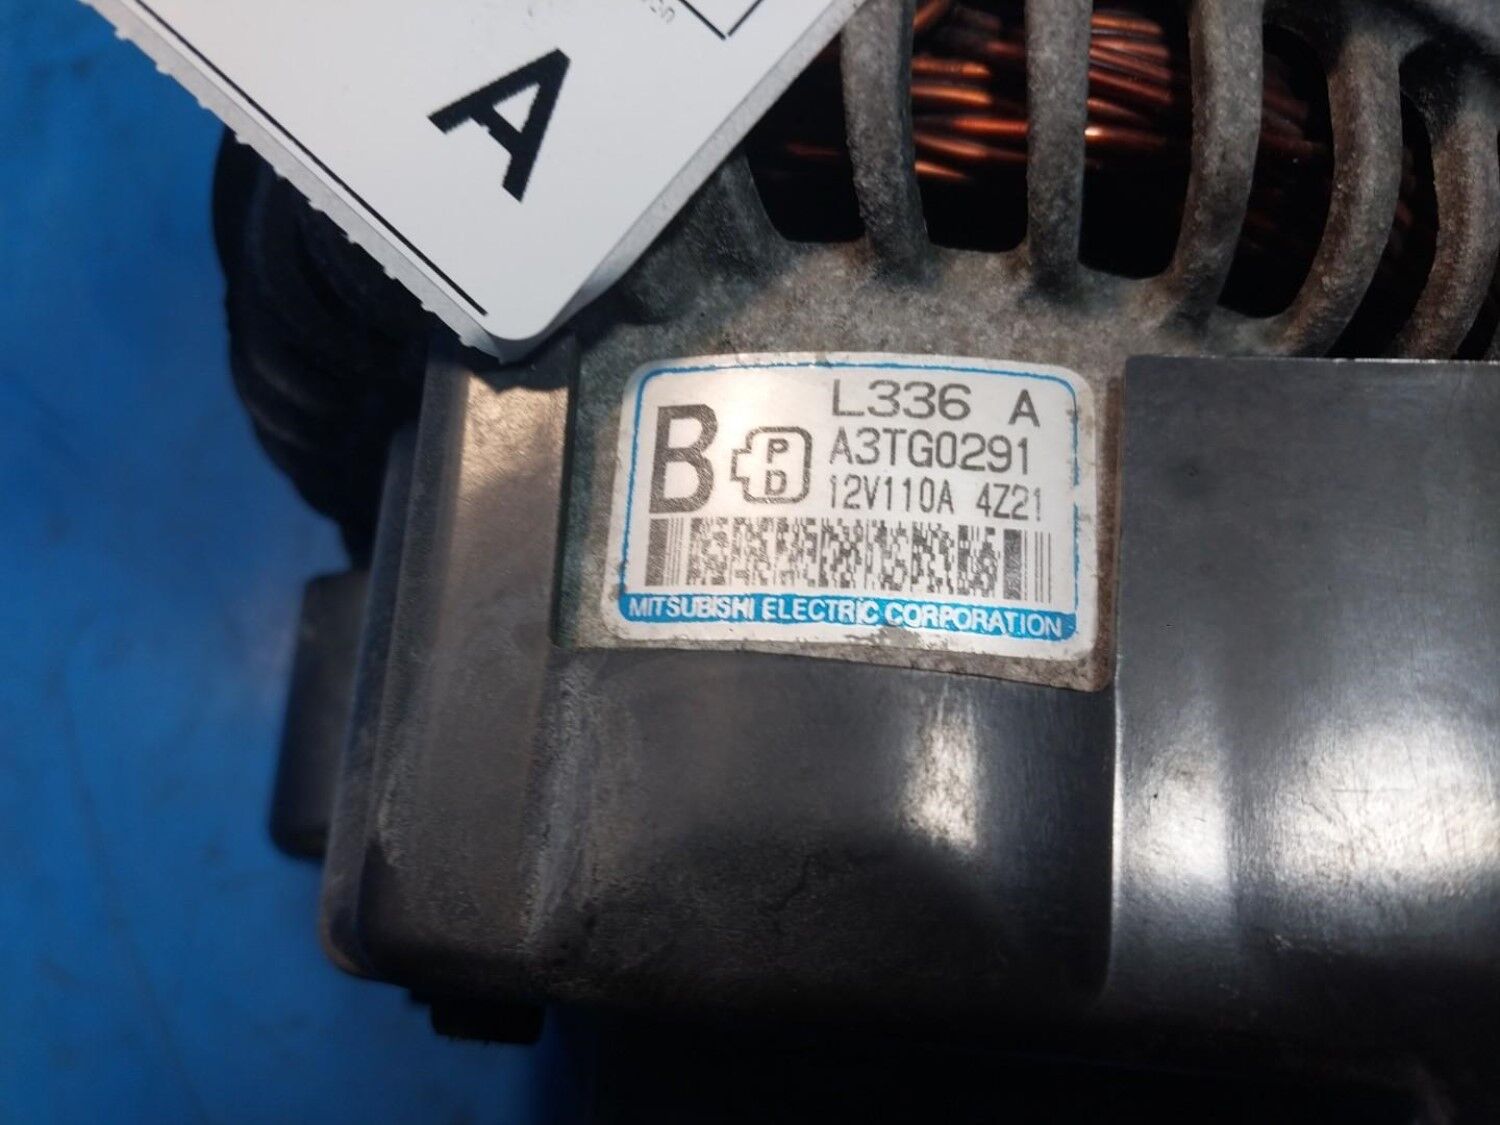 A
L336 A
B
P
D
A3TG0291
12V110A 4Z21
MITSUBISHI ELECTRIC CORPORATION